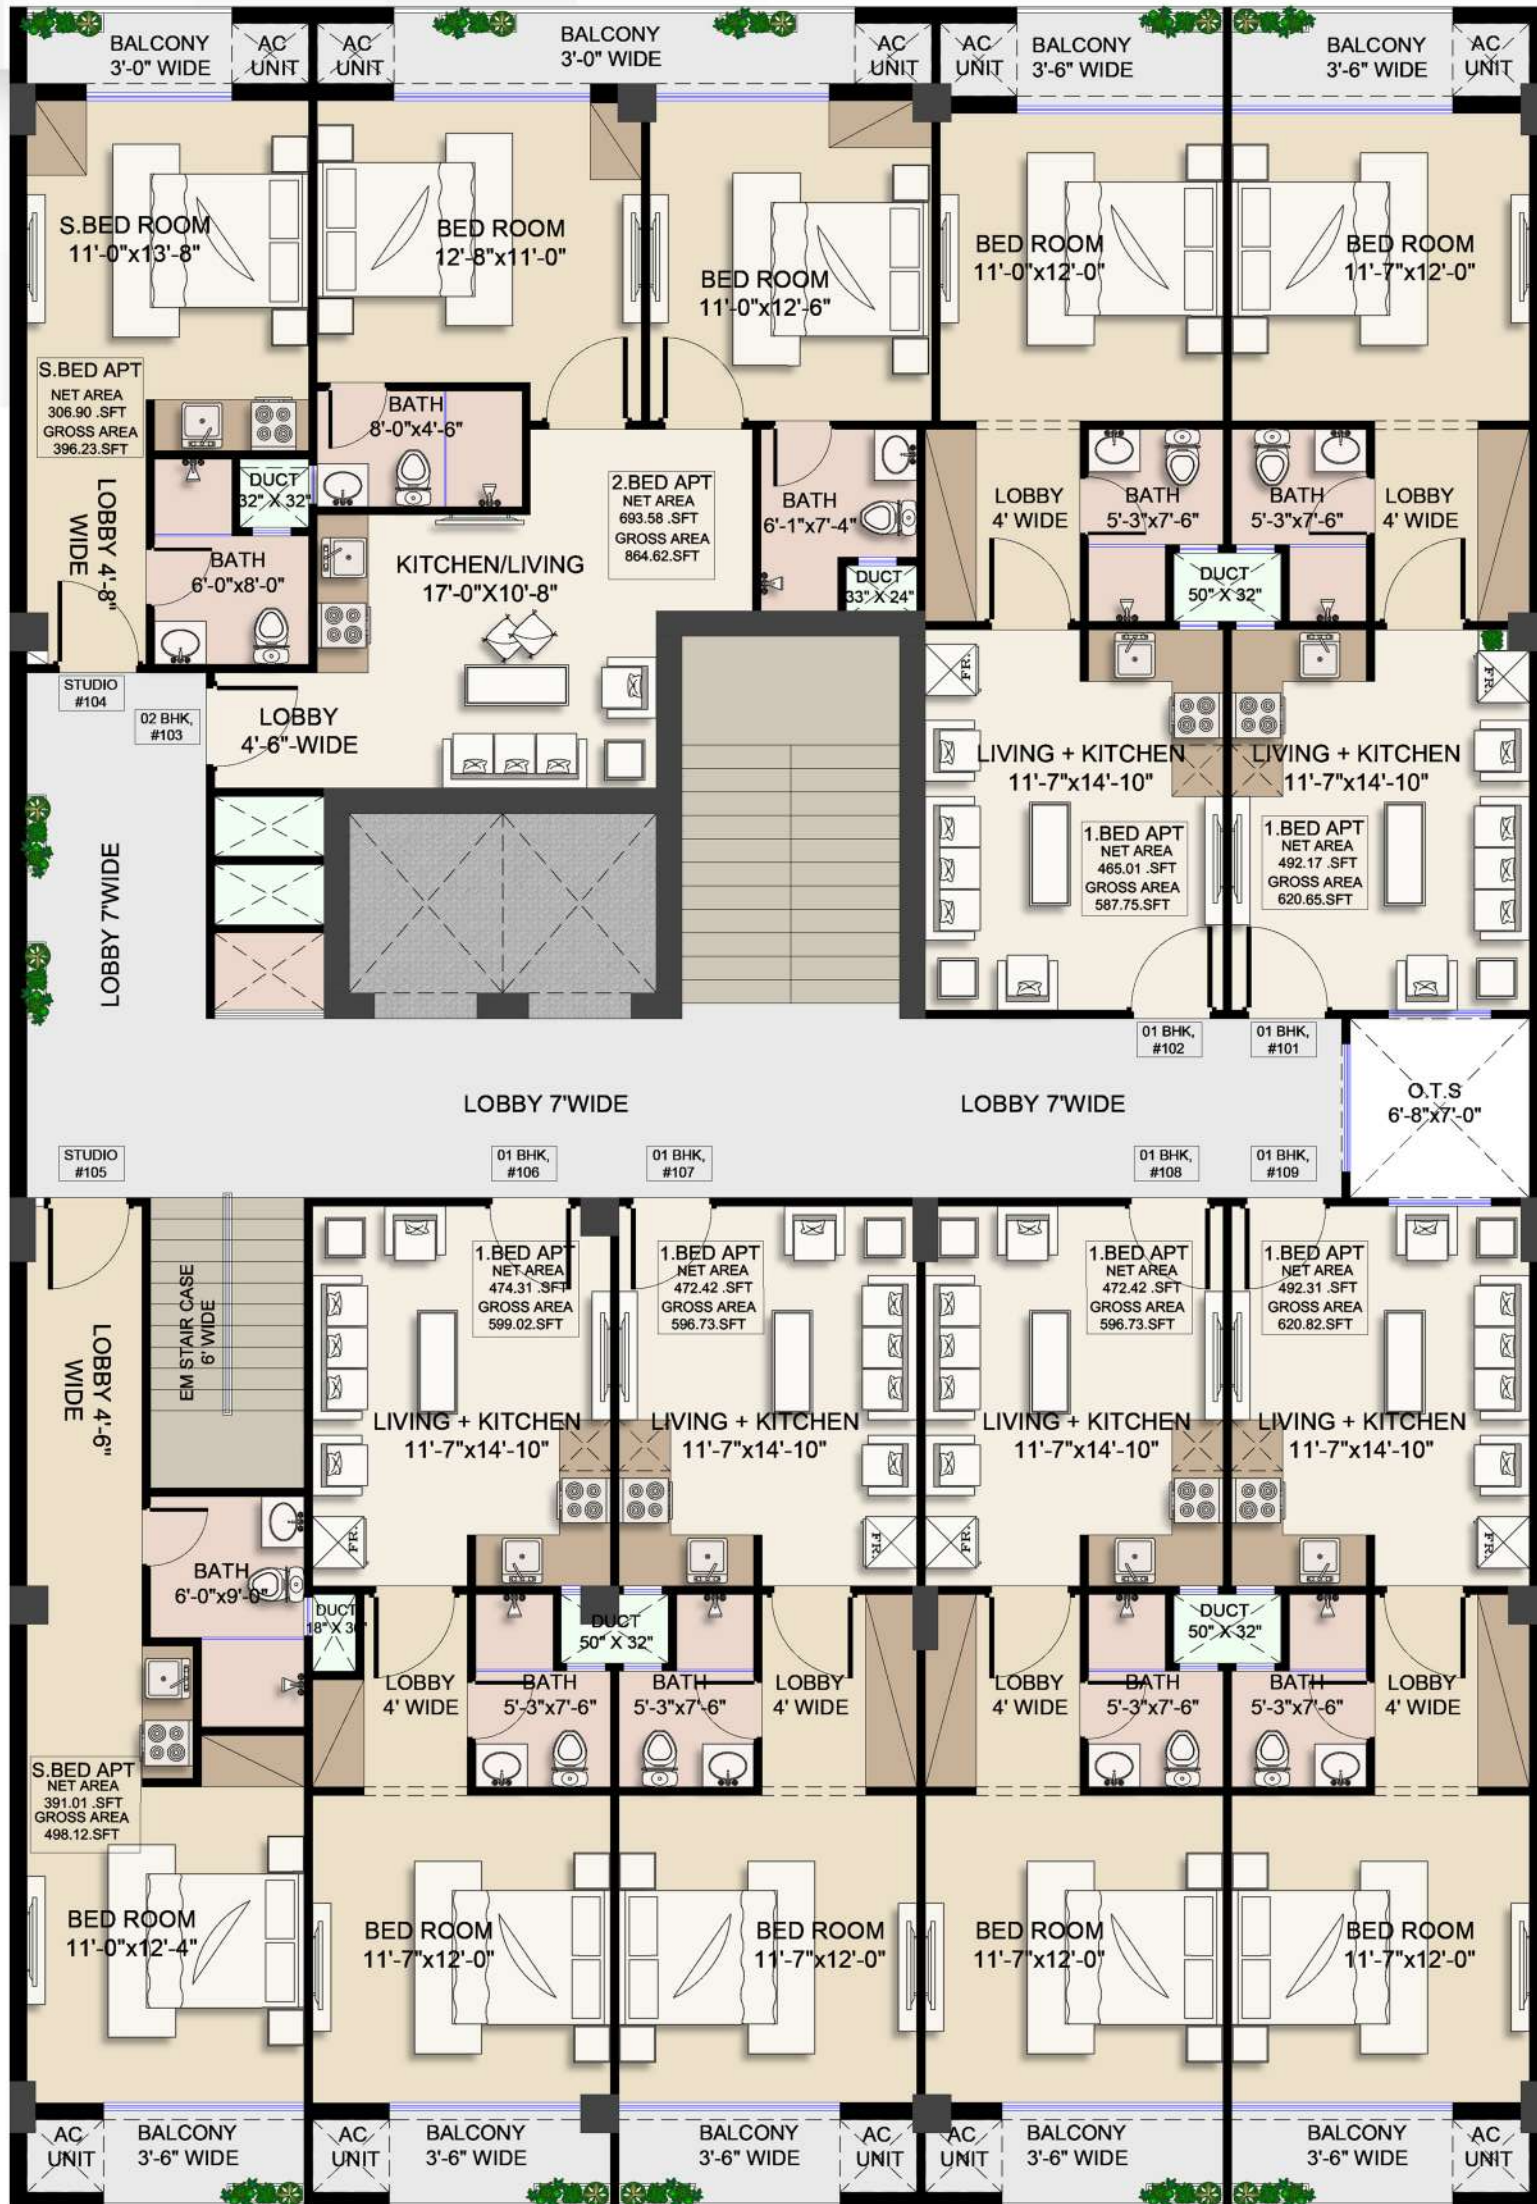 BALCONY
3'-0" WIDE
AC
UNIT
AC
UNIT
BALCONY
3'-0" WIDE
AC
UNIT
AC
UNIT
BALCONY
3'-6" WIDE
BALCONY
3'-6" WIDE
AC
UNIT
S.BED ROOM
11'-0"x13'-8"
BED ROOM
12'-8"x11'-0"
BED ROOM
11'-0"x12'-6"
BED ROOM
11'-0"x12'-0"
BED ROOM
11'-7"x12'-0"
S.BED APT
NET AREA
306.90 .SFT
GROSS AREA
396.23.SFT
BATH
8'-0"x4'-6"
DUCT
32" X 32"
LOBBY 4'-8"
WIDE
BATH
6'-0"x8'-0"
2.BED APT
NET AREA
693.58 .SFT
GROSS AREA
864.62.SFT
KITCHEN/LIVING
17'-0"X10'-8"
BATH
6'-1"x7'-4"
DUCT
33" X 24"
LOBBY
4' WIDE
BATH
5'-3"x7'-6"
BATH
5'-3"x7'-6"
LOBBY
4' WIDE
DUCT
50" X 32"
STUDIO
#104
02 BHK,
#103
LOBBY
4'-6"-WIDE
FR.
FR.
LIVING + KITCHEN
11'-7"x14'-10"
LIVING + KITCHEN
11'-7"x14'-10"
1.BED APT
NET AREA
465.01 .SFT
GROSS AREA
587.75.SFT
1.BED APT
NET AREA
492.17 .SFT
GROSS AREA
620.65.SFT
LOBBY 7'WIDE
01 BHK,
#102
01 BHK,
#101
LOBBY 7'WIDE
LOBBY 7'WIDE
O.T.S
6'-8"x7'-0"
STUDIO
#105
01 BHK,
#106
01 BHK,
#107
01 BHK,
#108
01 BHK,
#109
EM STAIR CASE
6' WIDE
LOBBY 4'-6"
WIDE
1.BED APT
NET AREA
474.31 .SFT
GROSS AREA
599.02.SFT
1.BED APT
NET AREA
472.42 .SFT
GROSS AREA
596.73.SFT
1.BED APT
NET AREA
472.42 .SFT
GROSS AREA
596.73.SFT
1.BED APT
NET AREA
492.31 .SFT
GROSS AREA
620.82.SFT
LIVING + KITCHEN
11'-7"x14'-10"
LIVING + KITCHEN
11'-7"x14'-10"
LIVING + KITCHEN
11'-7"x14'-10"
LIVING + KITCHEN
11'-7"x14'-10"
FR.
FR.
FR.
FR.
BATH
6'-0"x9'-0"
DUCT
18" X 36"
DUCT
50" X 32"
DUCT
50" X 32"
LOBBY
4' WIDE
BATH
5'-3"x7'-6"
BATH
5'-3"x7'-6"
LOBBY
4' WIDE
LOBBY
4' WIDE
BATH
5'-3"x7'-6"
BATH
5'-3"x7'-6"
LOBBY
4' WIDE
S.BED APT
NET AREA
391.01 .SFT
GROSS AREA
498.12.SFT
BED ROOM
11'-0"x12'-4"
BED ROOM
11'-7"x12'-0"
BED ROOM
11'-7"x12'-0"
BED ROOM
11'-7"x12'-0"
BED ROOM
11'-7"x12'-0"
AC
UNIT
BALCONY
3'-6" WIDE
AC
UNIT
BALCONY
3'-6" WIDE
BALCONY
3'-6" WIDE
AC
UNIT
AC
UNIT
BALCONY
3'-6" WIDE
BALCONY
3'-6" WIDE
AC
UNIT